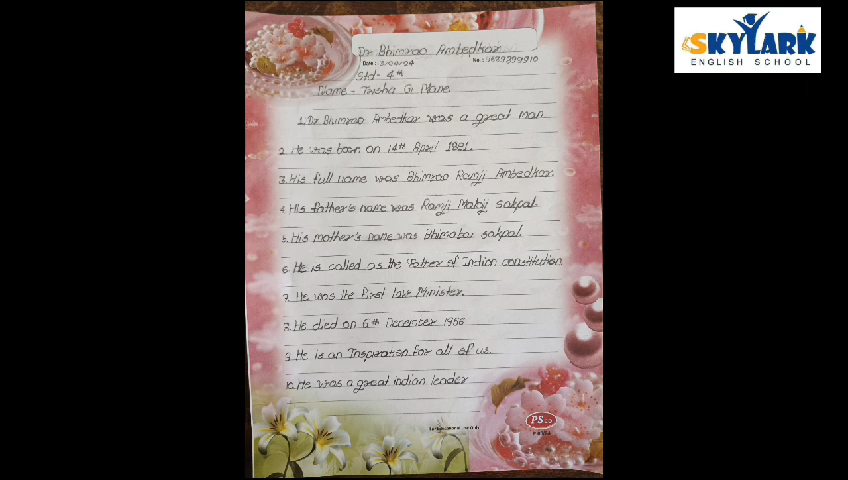 SKYLARK
ENGLISH SCHOOL
Dr Bhimrao Ambedkar
Date : 3/04/24 No :
Std - 4th
Name - Trisha G Mane
1. Dr Bhimrao Ambedkar was a great man
2. He was born on 14th April 1891.
3. His full name was Bhimrao Ramji Ambedkar.
4. His father's name was Ramji Maloji sakpal.
5. His mother's name was Bhimabai sakpal.
6. He is called as the Father of Indian constitution
7. He was the first law Minister.
8. He died on 6th December 1956
9. He is an Inspiration for all of us.
10. He was a great indian leader
PS